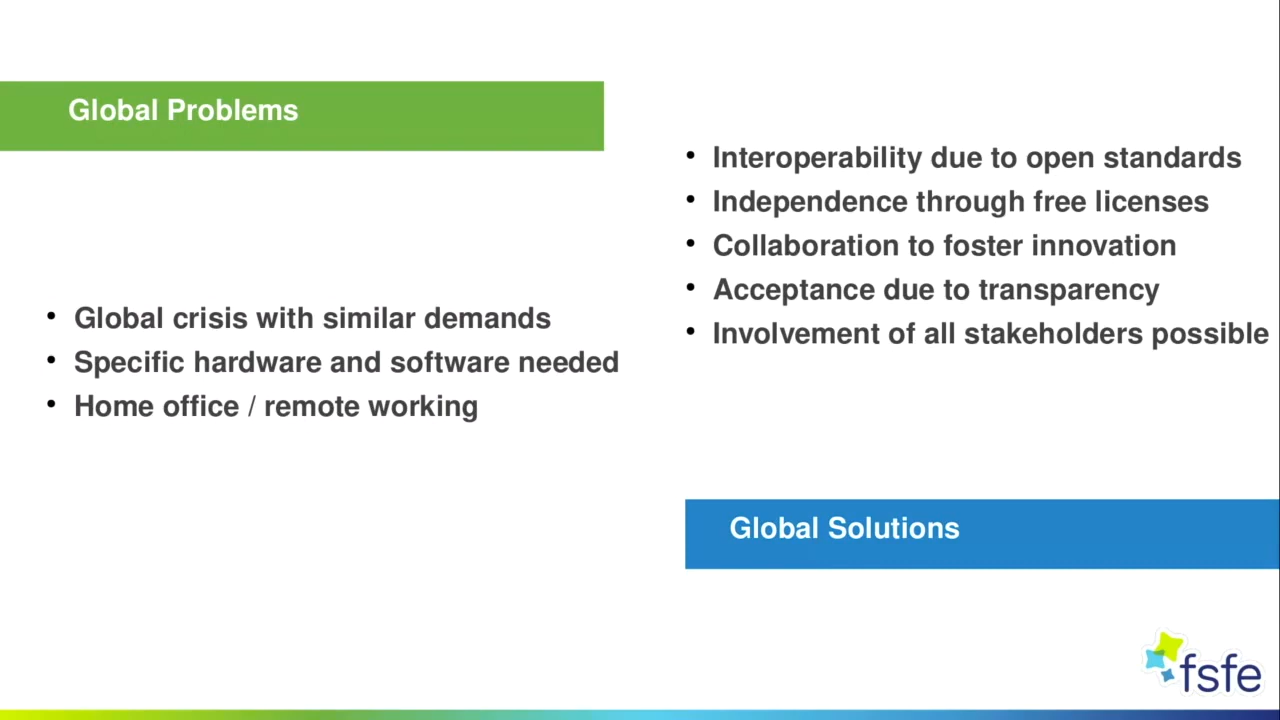 Global Problems
• Global crisis with similar demands
• Specific hardware and software needed
• Home office / remote working
• Interoperability due to open standards
• Independence through free licenses
• Collaboration to foster innovation
• Acceptance due to transparency
• Involvement of all stakeholders possible
Global Solutions
fsfe